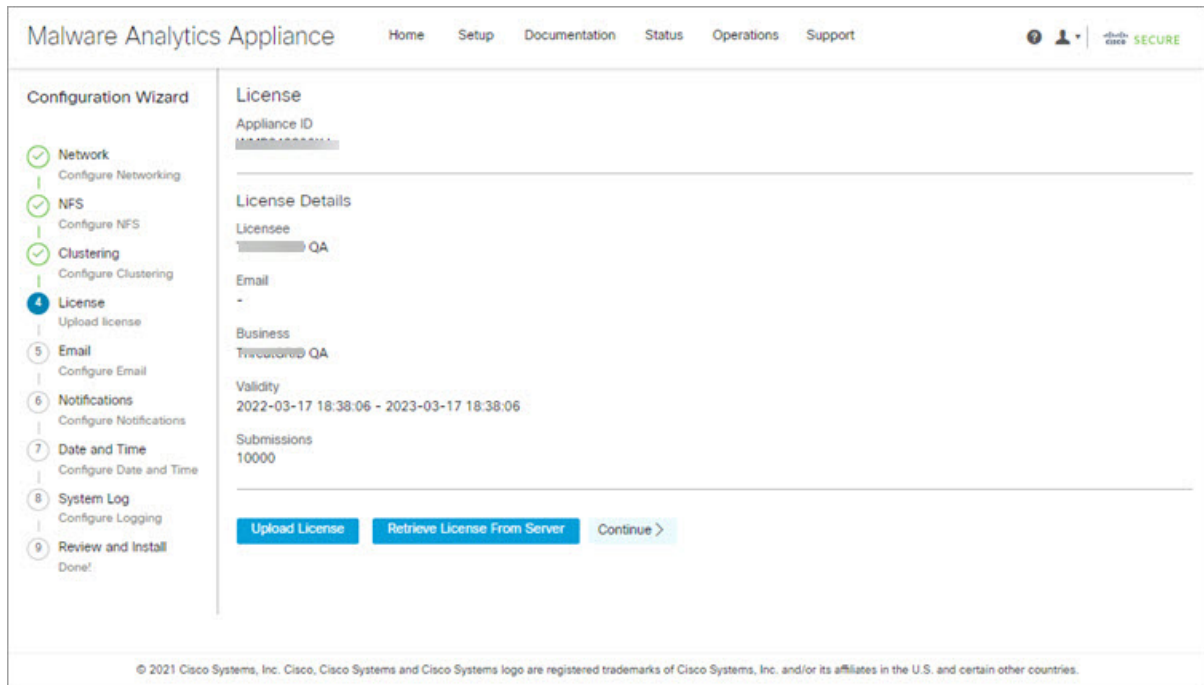 Malware Analytics Appliance
Home Setup Documentation Status Operations Support
cisco SECURE
Configuration Wizard
Network
Configure Networking
NFS
Configure NFS
Clustering
Configure Clustering
4 License
Upload license
5 Email
Configure Email
6 Notifications
Configure Notifications
7 Date and Time
Configure Date and Time
8 System Log
Configure Logging
9 Review and Install
Done!
License
Appliance ID
License Details
Licensee
QA
Email
-
Business
QA
Validity
2022-03-17 18:38:06 - 2023-03-17 18:38:06
Submissions
10000
Upload License Retrieve License From Server Continue >
© 2021 Cisco Systems, Inc. Cisco, Cisco Systems and Cisco Systems logo are registered trademarks of Cisco Systems, Inc. and/or its affiliates in the U.S. and certain other countries.